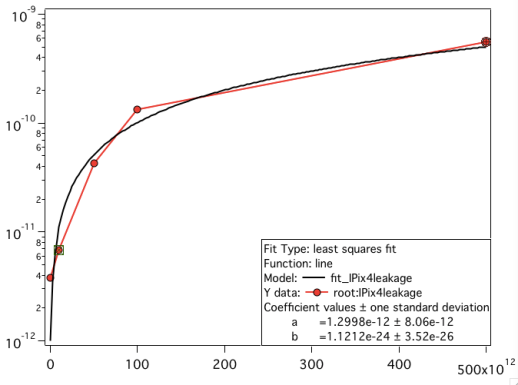 10^-9
8
6
4
2
10^-10
8
6
4
2
10^-11
8
6
4
2
10^-12
0
100
200
300
400
500x10^12
Fit Type: least squares fit
Function: line
Model: fit_IPix4leakage
Y data: root:IPix4leakage
Coefficient values ± one standard deviation
a =1.2998e-12 ± 8.06e-12
b =1.1212e-24 ± 3.52e-26